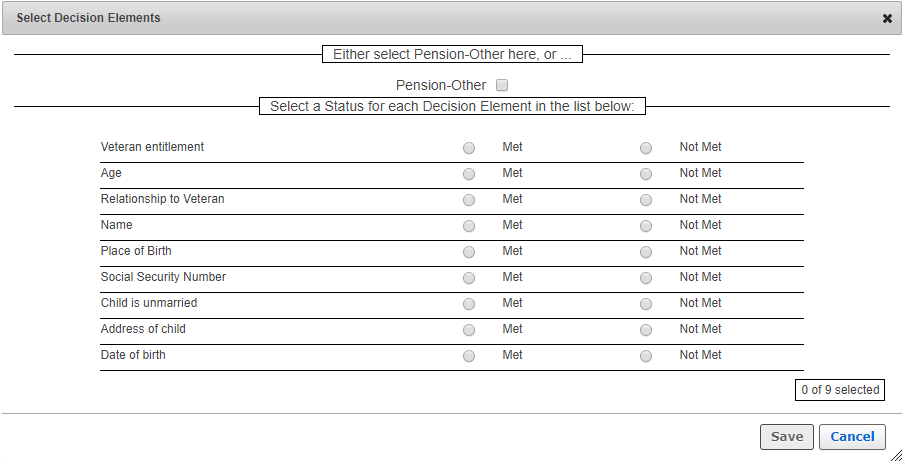 Select Decision Elements
Either select Pension-Other here, or ...
Pension-Other
Select a Status for each Decision Element in the list below:
Veteran entitlement Met Not Met
Age Met Not Met
Relationship to Veteran Met Not Met
Name Met Not Met
Place of Birth Met Not Met
Social Security Number Met Not Met
Child is unmarried Met Not Met
Address of child Met Not Met
Date of birth Met Not Met
0 of 9 selected
Save Cancel